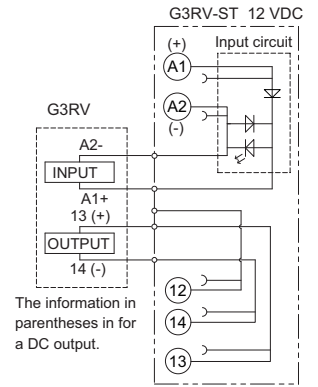 G3RV-ST 12 VDC
(+)
Input circuit
A1
A2
(-)
G3RV
A2-
INPUT
A1+
13 (+)
OUTPUT
14 (-)
12
14
13
The information in
parentheses in for
a DC output.